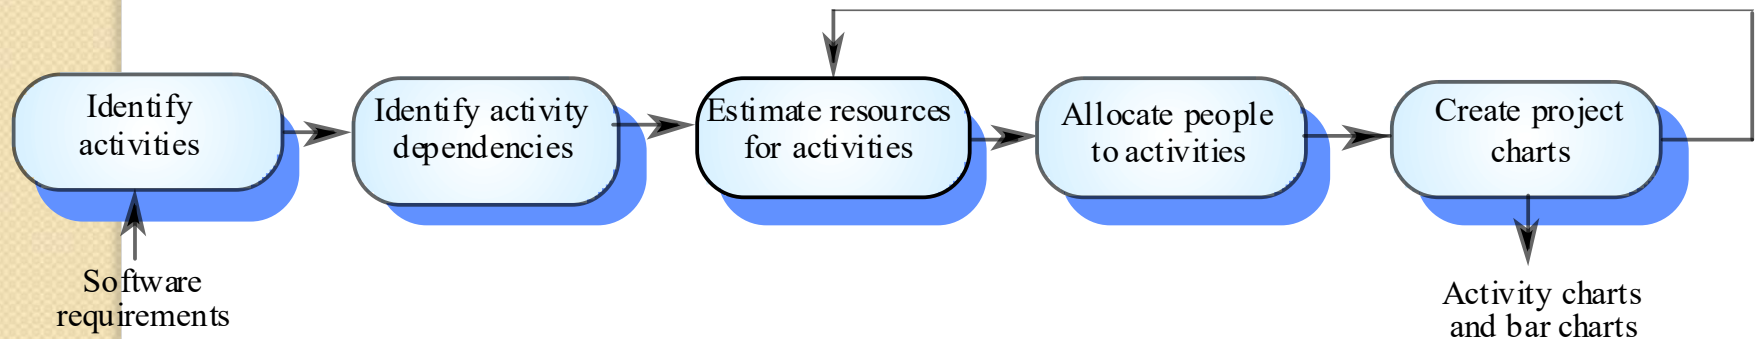 Identify
activities
Identify activity
dependencies
Estimate resources
for activities
Allocate people
to activities
Create project
charts
Software
requirements
Activity charts
and bar charts